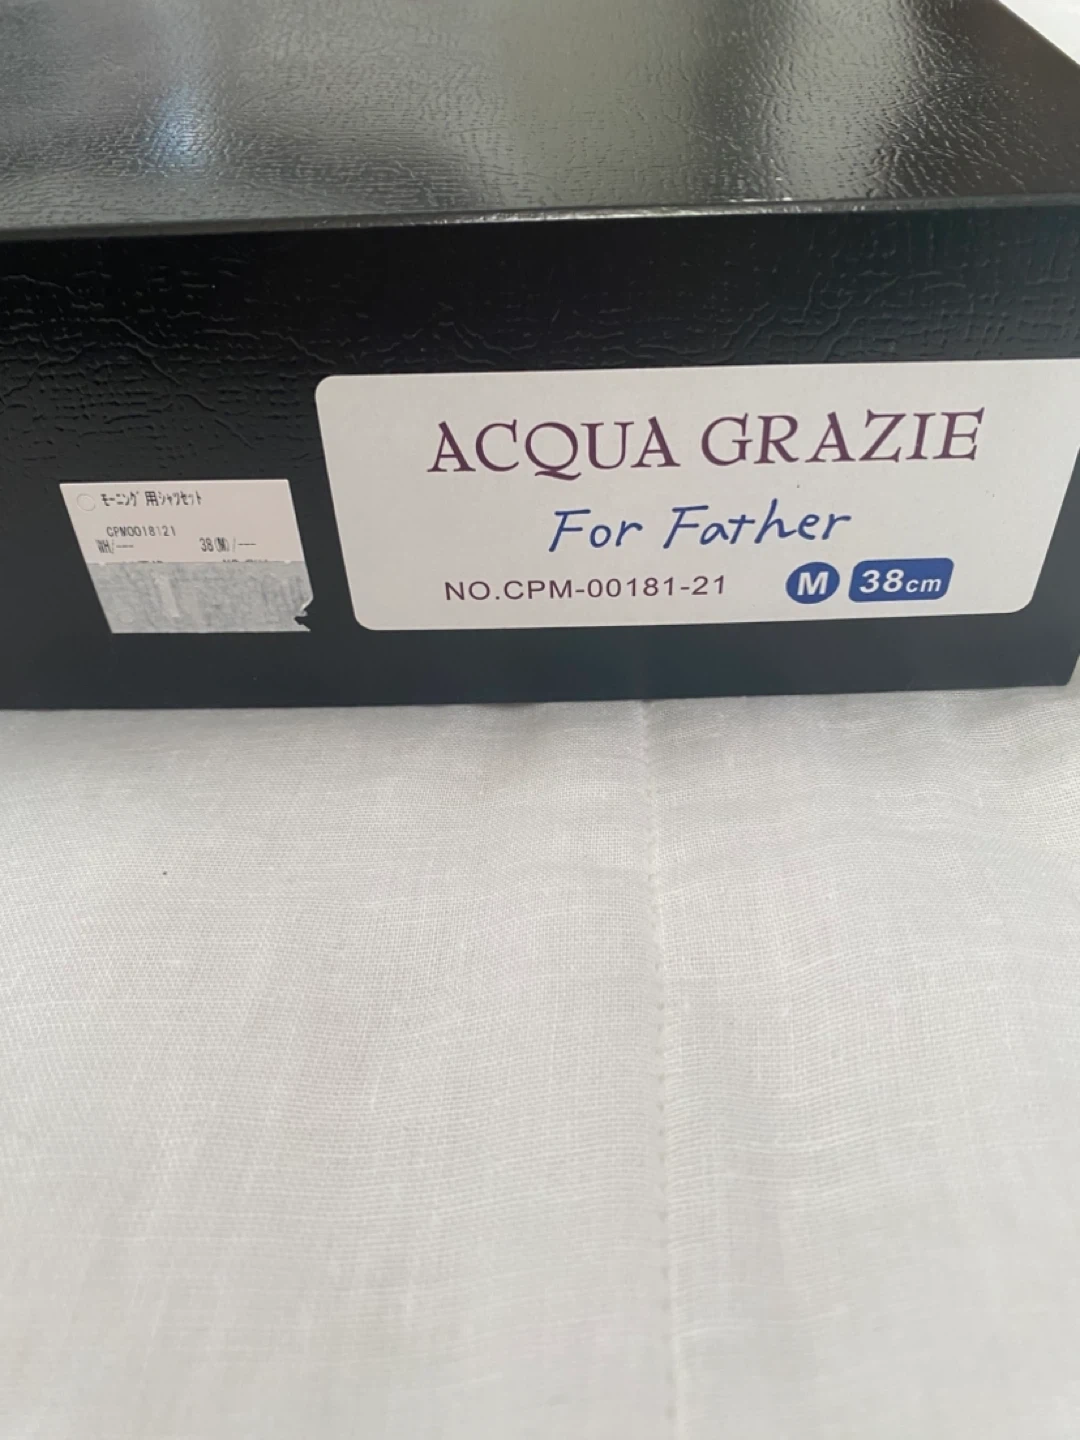 ACQUA GRAZIE
For Father
NO.CPM-00181-21 M 38cm
モーニング用シャツセット
CPM0018121
WH/--- 38(M)/---